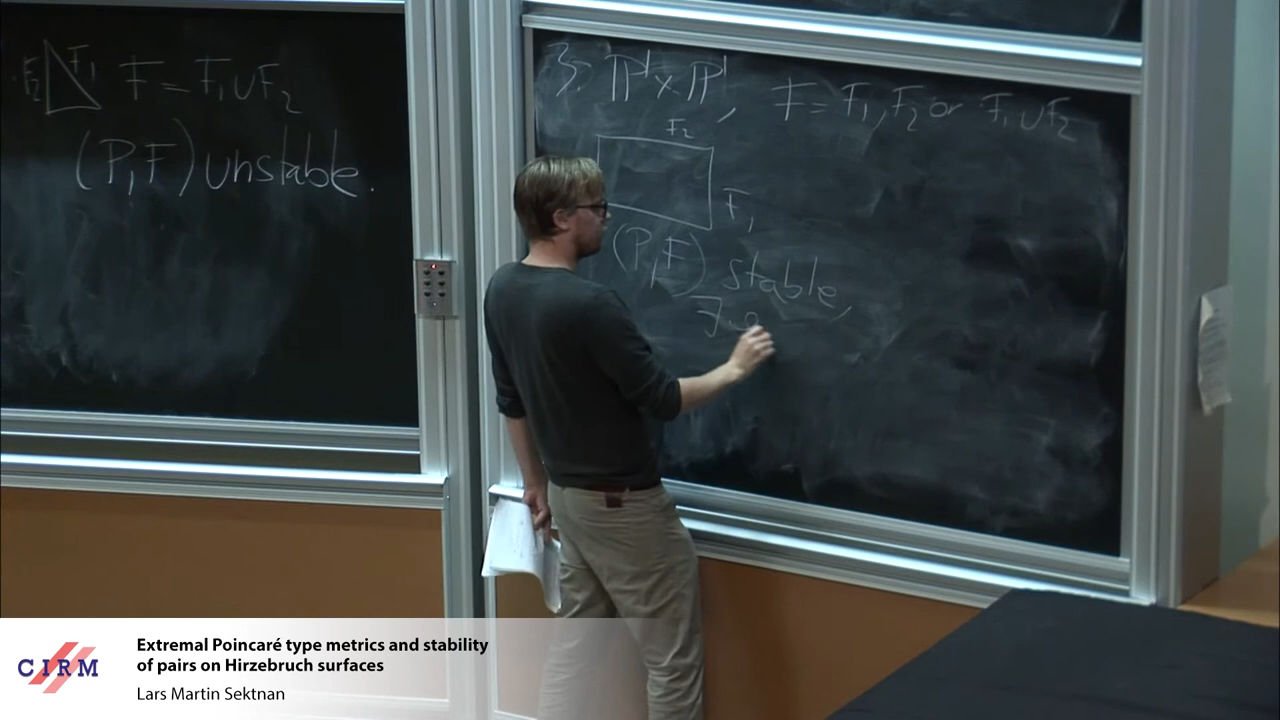 F₂ F₁ F = F₁ ∪ F₂
(P, F) unstable.
3. ℙ¹ × ℙ¹, F = F₁, F₂ or F₁ ∪ F₂
F₂
F₁
(P, F) stable,
∃
CIRM
Extremal Poincaré type metrics and stability
of pairs on Hirzebruch surfaces
Lars Martin Sektnan